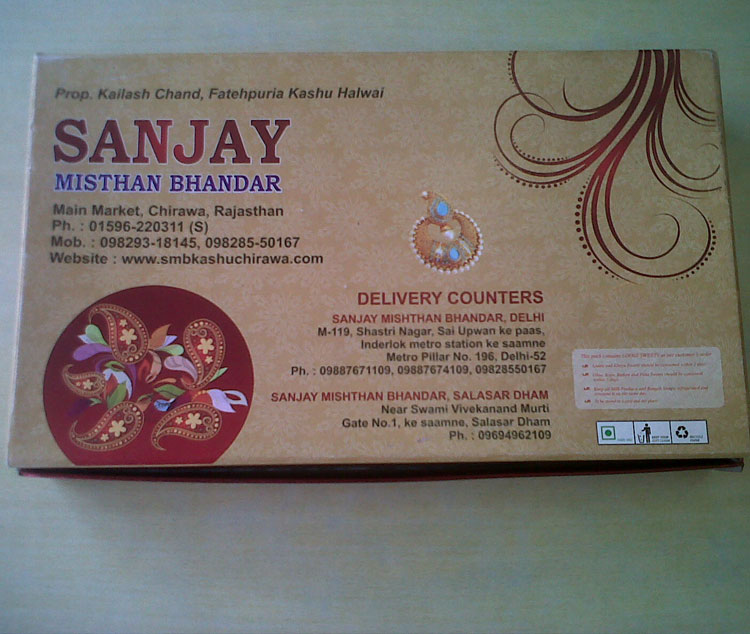 Prop. Kailash Chand, Fatehpuria Kashu Halwai
SANJAY
MISTHAN BHANDAR
Main Market, Chirawa, Rajasthan
Ph. : 01596-220311 (S)
Mob. : 098293-18145, 098285-50167
Website : www.smbkashuchirawa.com
DELIVERY COUNTERS
SANJAY MISHTHAN BHANDAR, DELHI
M-119, Shastri Nagar, Sai Upwan ke paas,
Inderlok metro station ke saamne
Metro Pillar No. 196, Delhi-52
Ph. : 09887671109, 09887674109, 09828550167
SANJAY MISHTHAN BHANDAR, SALASAR DHAM
Near Swami Vivekanand Murti
Gate No.1, ke saamne, Salasar Dham
Ph. : 09694962109